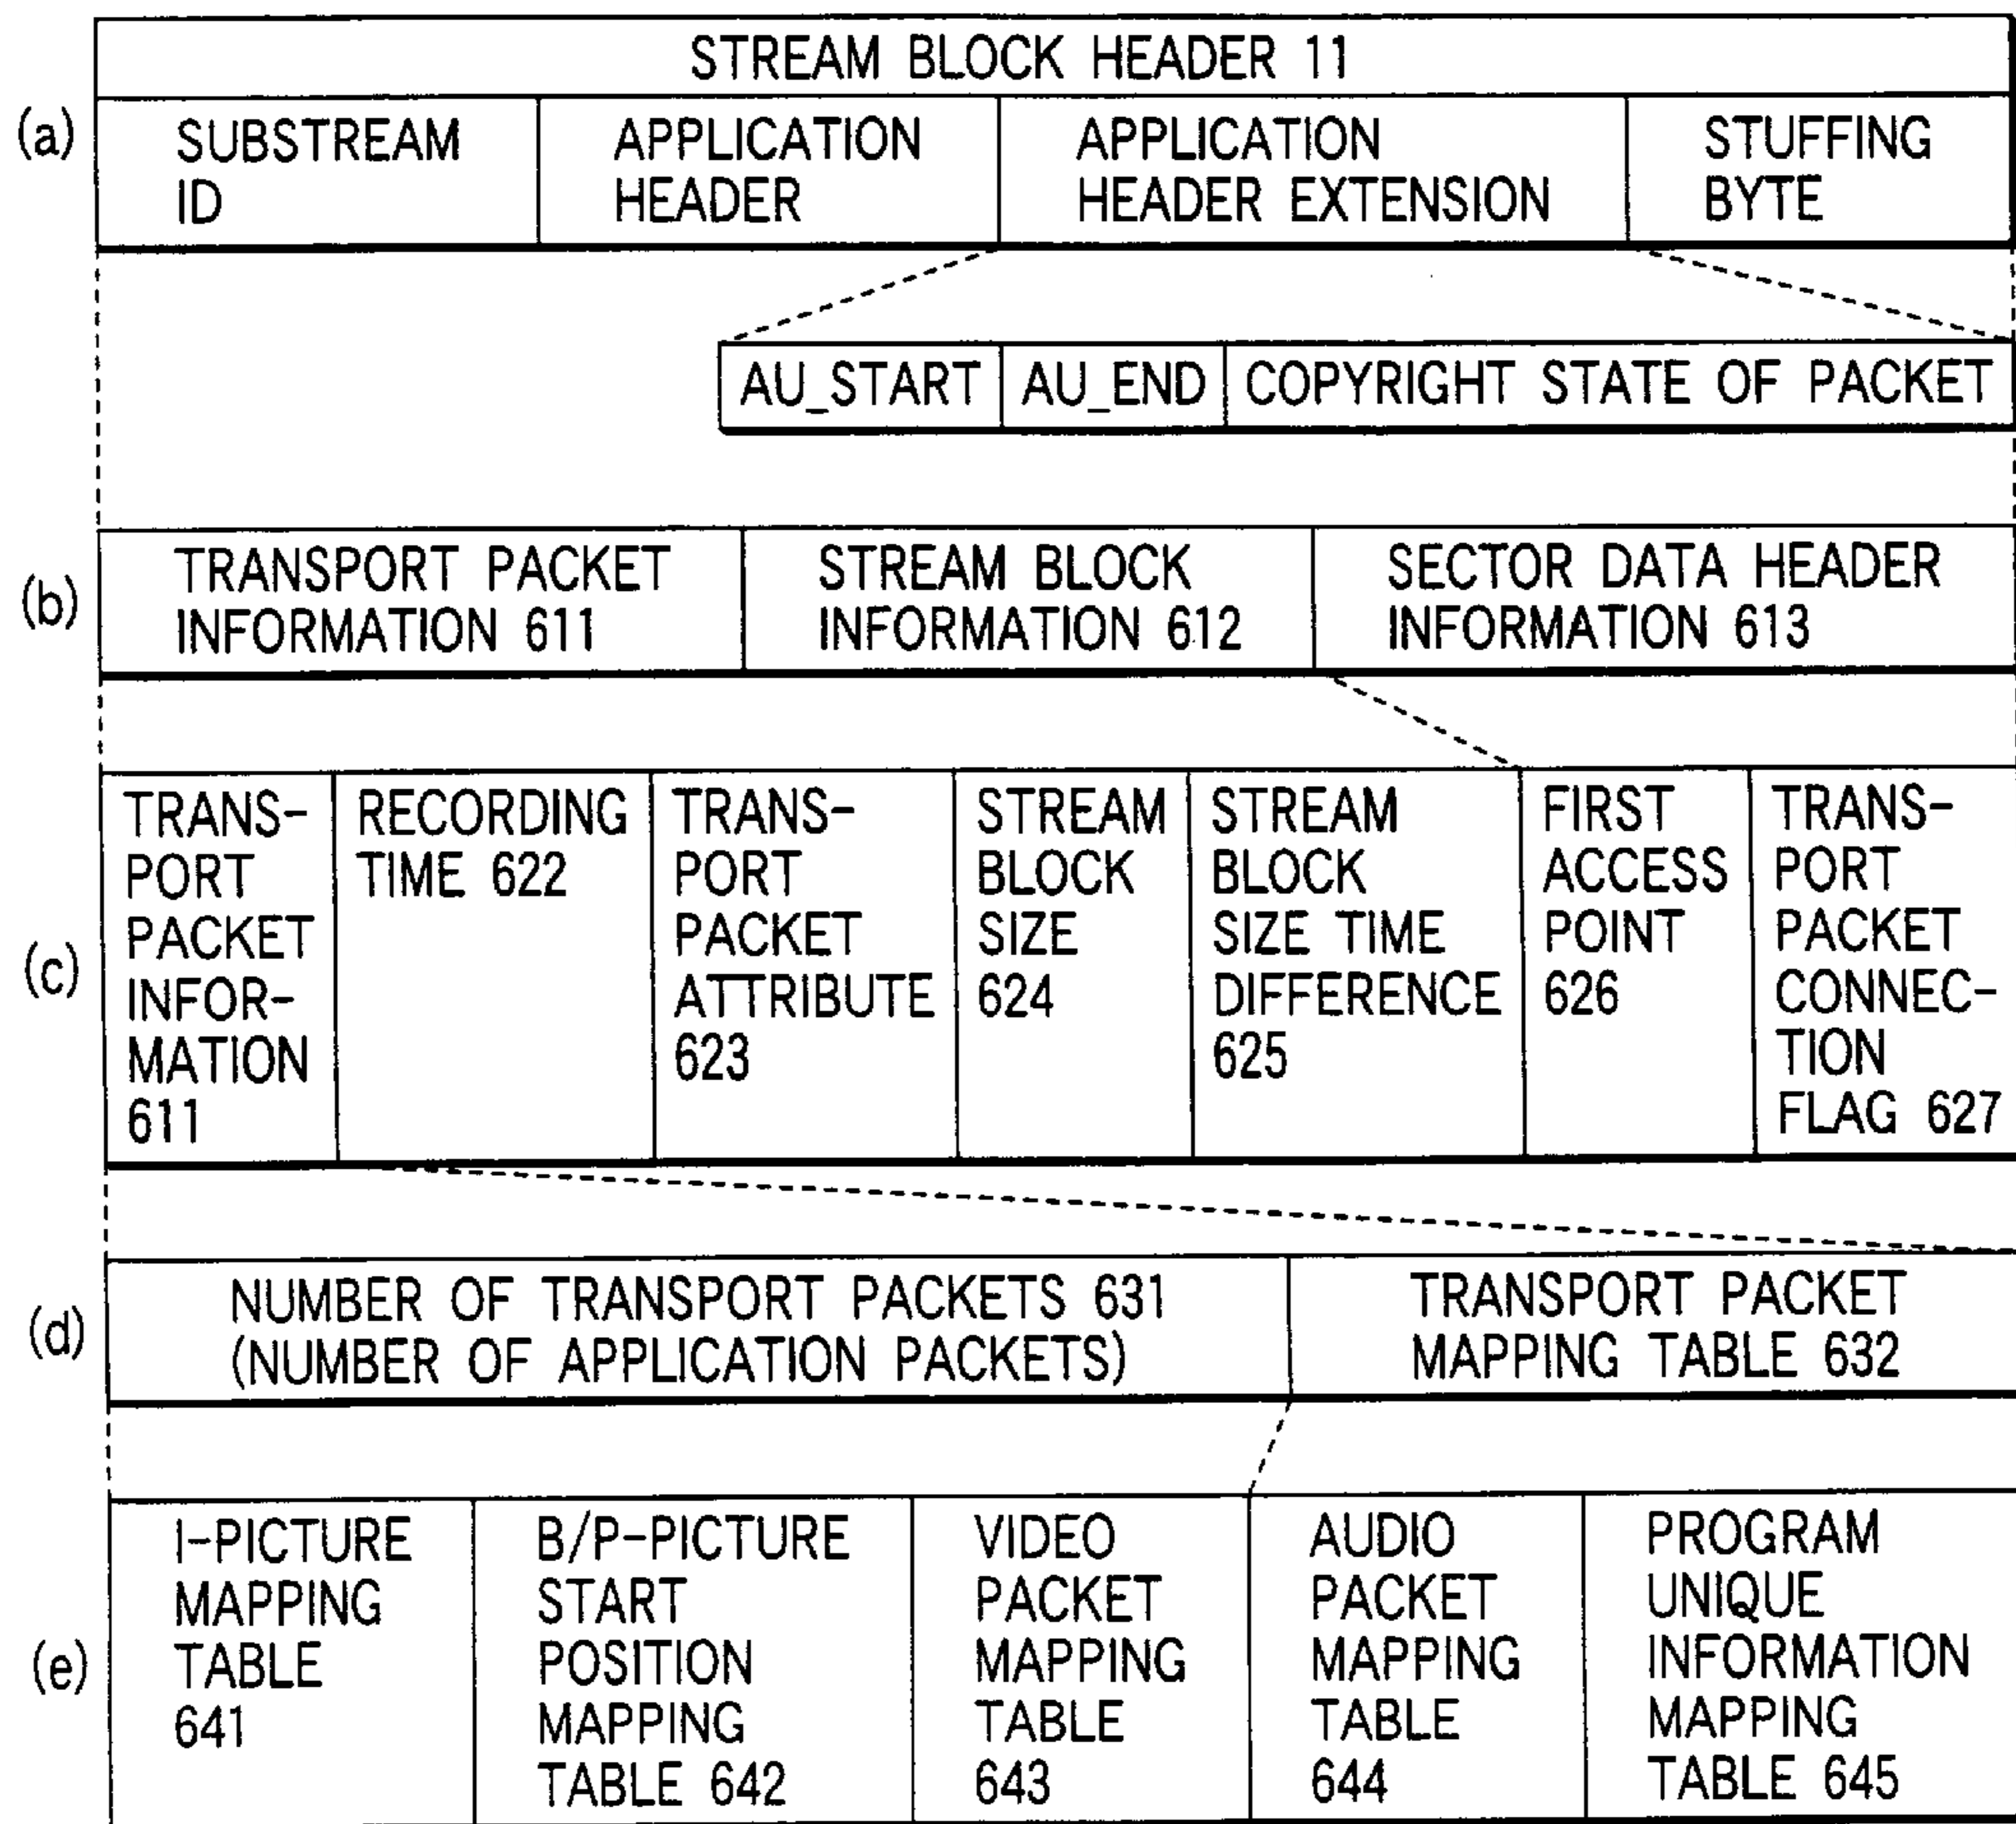 STREAM BLOCK HEADER 11
(a)
SUBSTREAM
ID
APPLICATION
HEADER
APPLICATION
HEADER EXTENSION
STUFFING
BYTE
AU_START
AU_END
COPYRIGHT STATE OF PACKET
(b)
TRANSPORT PACKET
INFORMATION 611
STREAM BLOCK
INFORMATION 612
SECTOR DATA HEADER
INFORMATION 613
(c)
TRANS-
PORT
PACKET
INFOR-
MATION
611
RECORDING
TIME 622
TRANS-
PORT
PACKET
ATTRIBUTE
623
STREAM
BLOCK
SIZE
624
STREAM
BLOCK
SIZE TIME
DIFFERENCE
625
FIRST
ACCESS
POINT
626
TRANS-
PORT
PACKET
CONNEC-
TION
FLAG 627
(d)
NUMBER OF TRANSPORT PACKETS 631
(NUMBER OF APPLICATION PACKETS)
TRANSPORT PACKET
MAPPING TABLE 632
(e)
I-PICTURE
MAPPING
TABLE
641
B/P-PICTURE
START
POSITION
MAPPING
TABLE 642
VIDEO
PACKET
MAPPING
TABLE
643
AUDIO
PACKET
MAPPING
TABLE
644
PROGRAM
UNIQUE
INFORMATION
MAPPING
TABLE 645